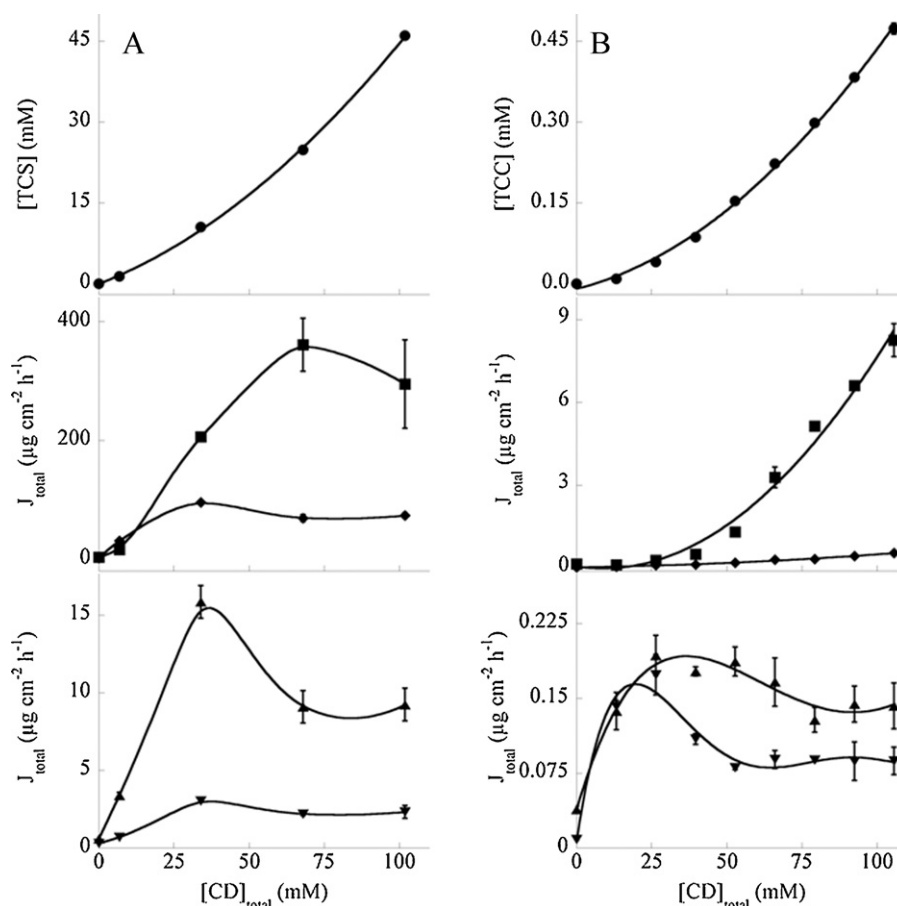 A
B
[TCS] (mM)
45
30
15
0
[TCC] (mM)
0.45
0.30
0.15
0
J_total (µg cm⁻² h⁻¹)
400
200
0
J_total (µg cm⁻² h⁻¹)
9
6
3
0
J_total (µg cm⁻² h⁻¹)
15
10
5
0
J_total (µg cm⁻² h⁻¹)
0.225
0.15
0.075
0
0 25 50 75 100
0 25 50 75 100
[CD]_total (mM)
[CD]_total (mM)